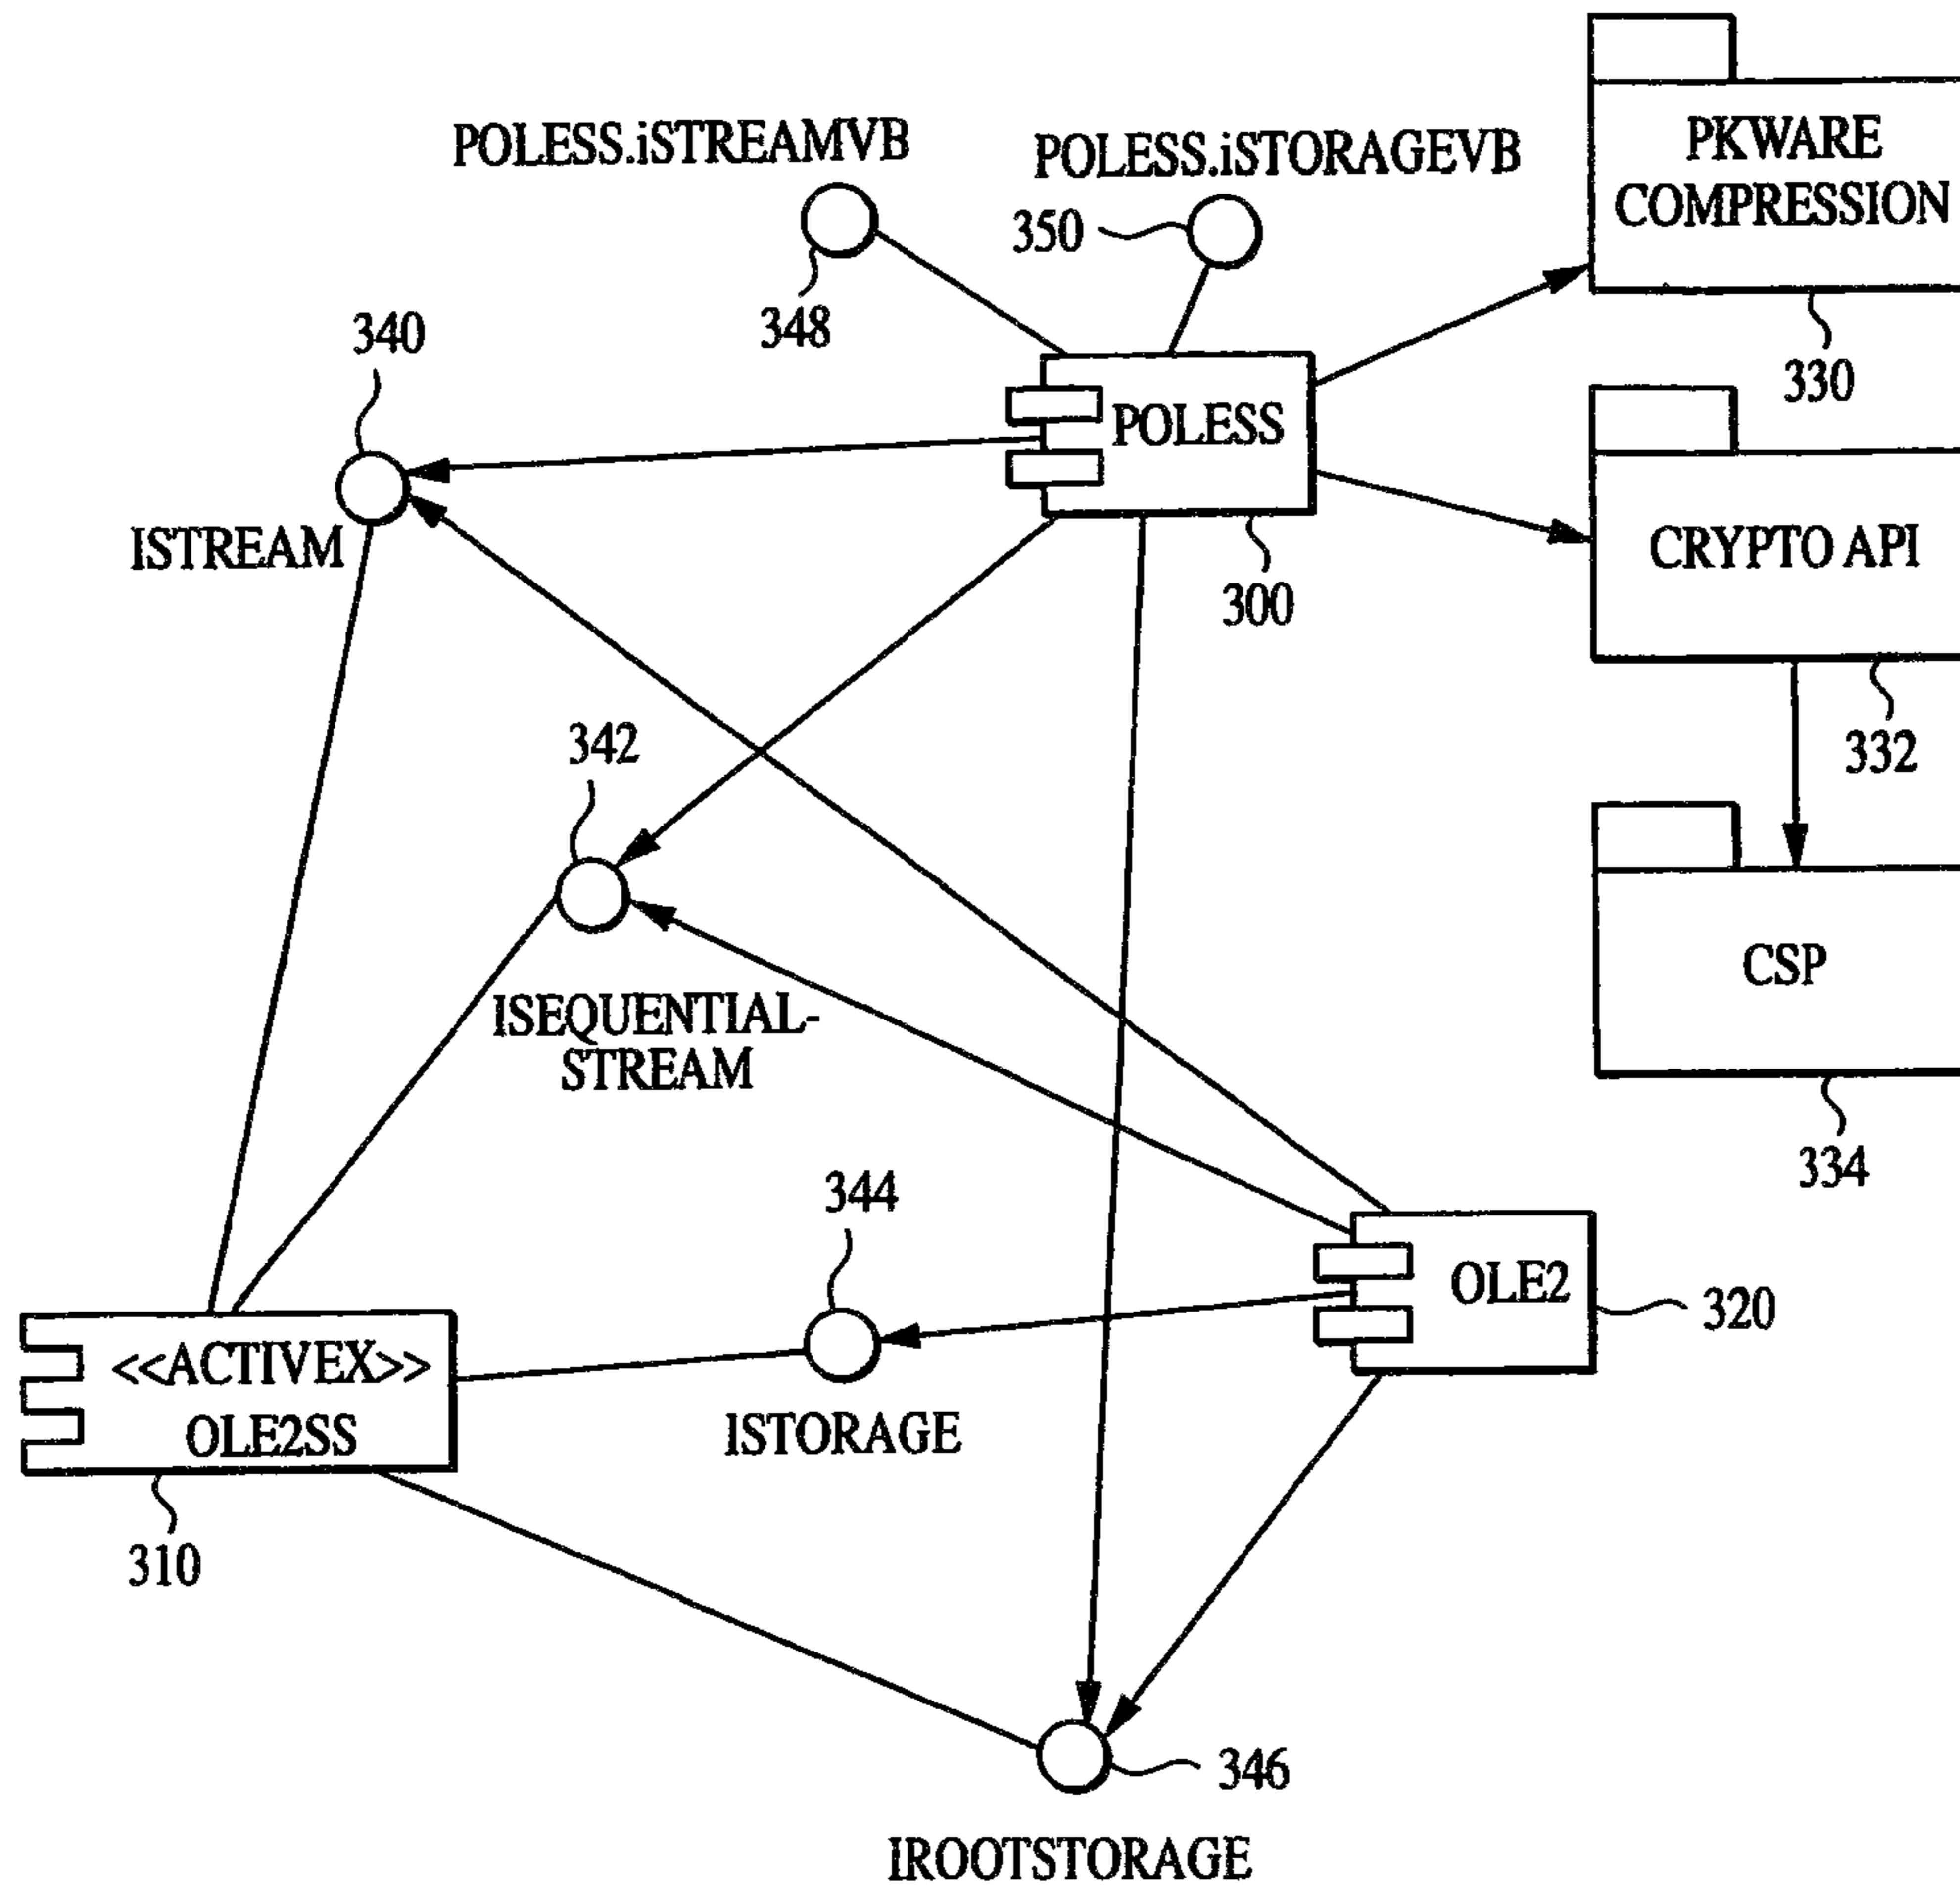 POLESS.iSTREAMVB
348
POLESS.iSTORAGEVB
350
PKWARE
COMPRESSION
330
340
ISTREAM
POLESS
300
CRYPTO API
332
342
ISEQUENTIAL-
STREAM
CSP
334
344
ISTORAGE
OLE2
320
<<ACTIVEX>>
OLE2SS
310
346
IROOTSTORAGE